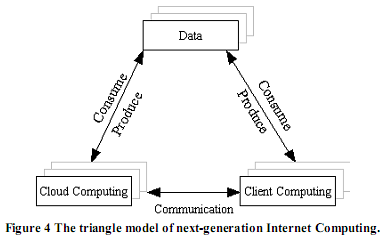 Data
Consume
Produce
Consume
Produce
Cloud Computing
Client Computing
Communication
Figure 4 The triangle model of next-generation Internet Computing.